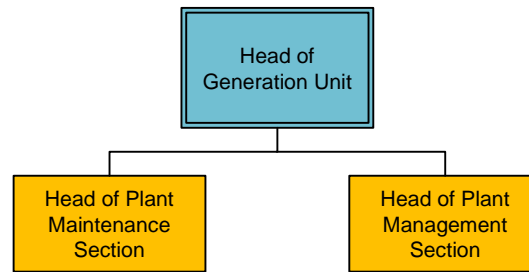 Head of
Generation Unit
Head of Plant
Maintenance
Section
Head of Plant
Management
Section